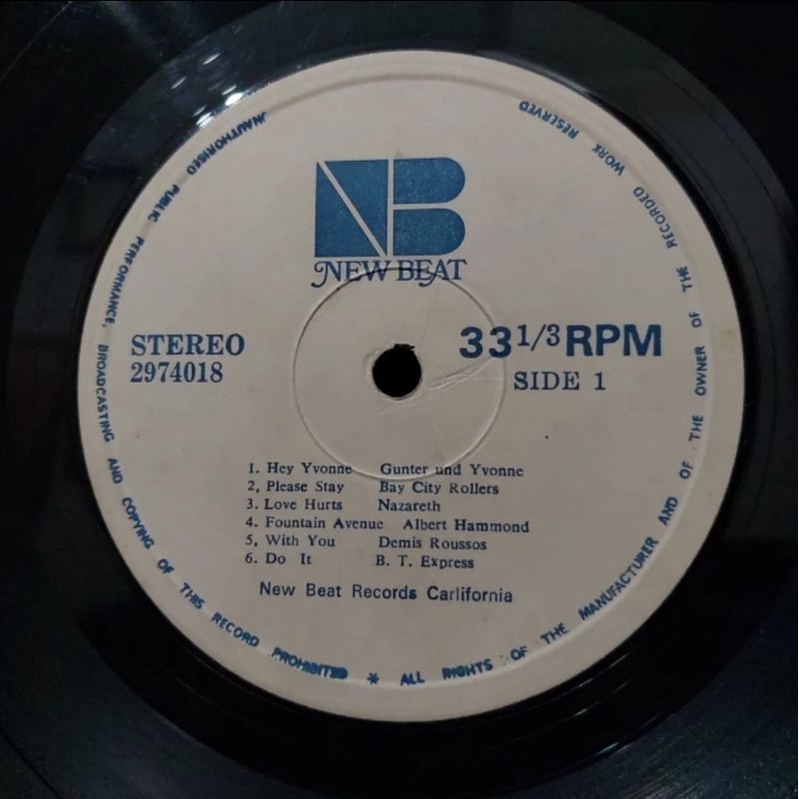 NB
NEW BEAT
STEREO
2974018
33 1/3 RPM
SIDE 1
1. Hey Yvonne Gunter und Yvonne
2, Please Stay Bay City Rollers
3. Love Hurts Nazareth
4. Fountain Avenue Albert Hammond
5, With You Demis Roussos
6. Do It B. T. Express
New Beat Records Carlifornia
UNAUTHORISED PUBLIC PERFORMANCE, BROADCASTING AND COPYING OF THIS RECORD PROHIBITED * ALL RIGHTS OF THE MANUFACTURER AND OF THE OWNER OF THE RECORDED WORK RESERVED